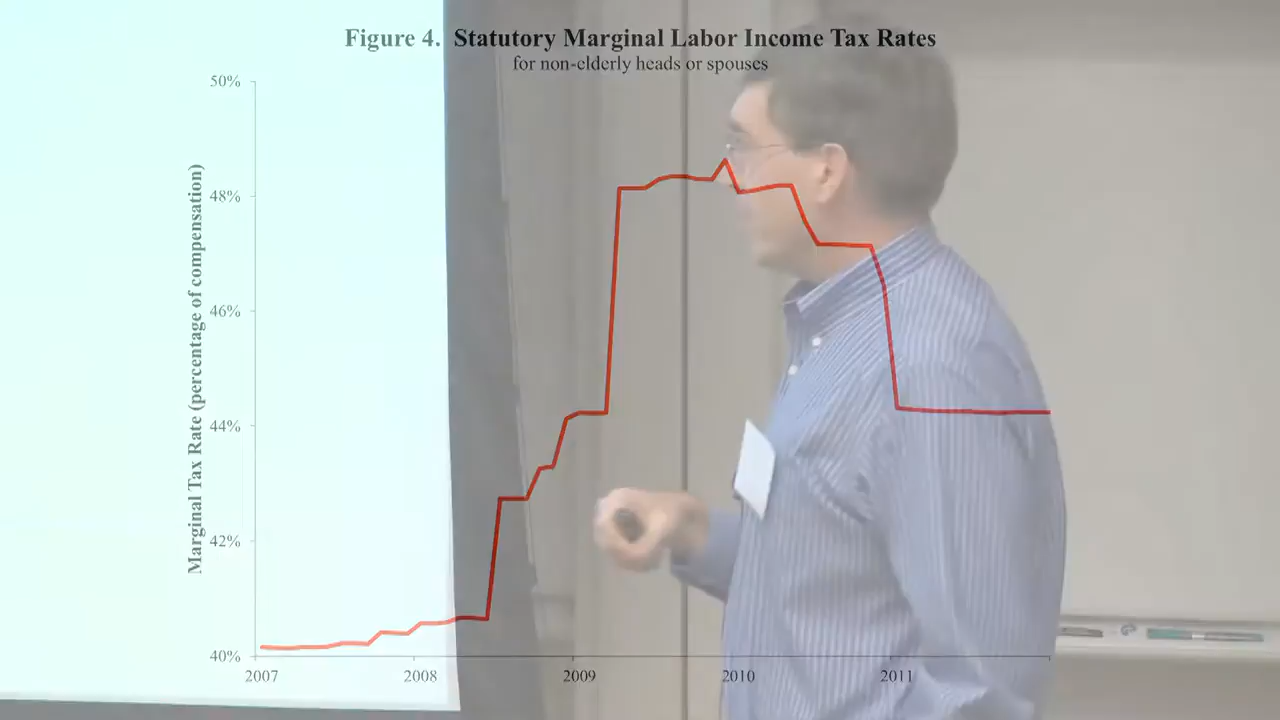 Figure 4. Statutory Marginal Labor Income Tax Rates
for non-elderly heads or spouses
Marginal Tax Rate (percentage of compensation)
50%
48%
46%
44%
42%
40%
2007 2008 2009 2010 2011